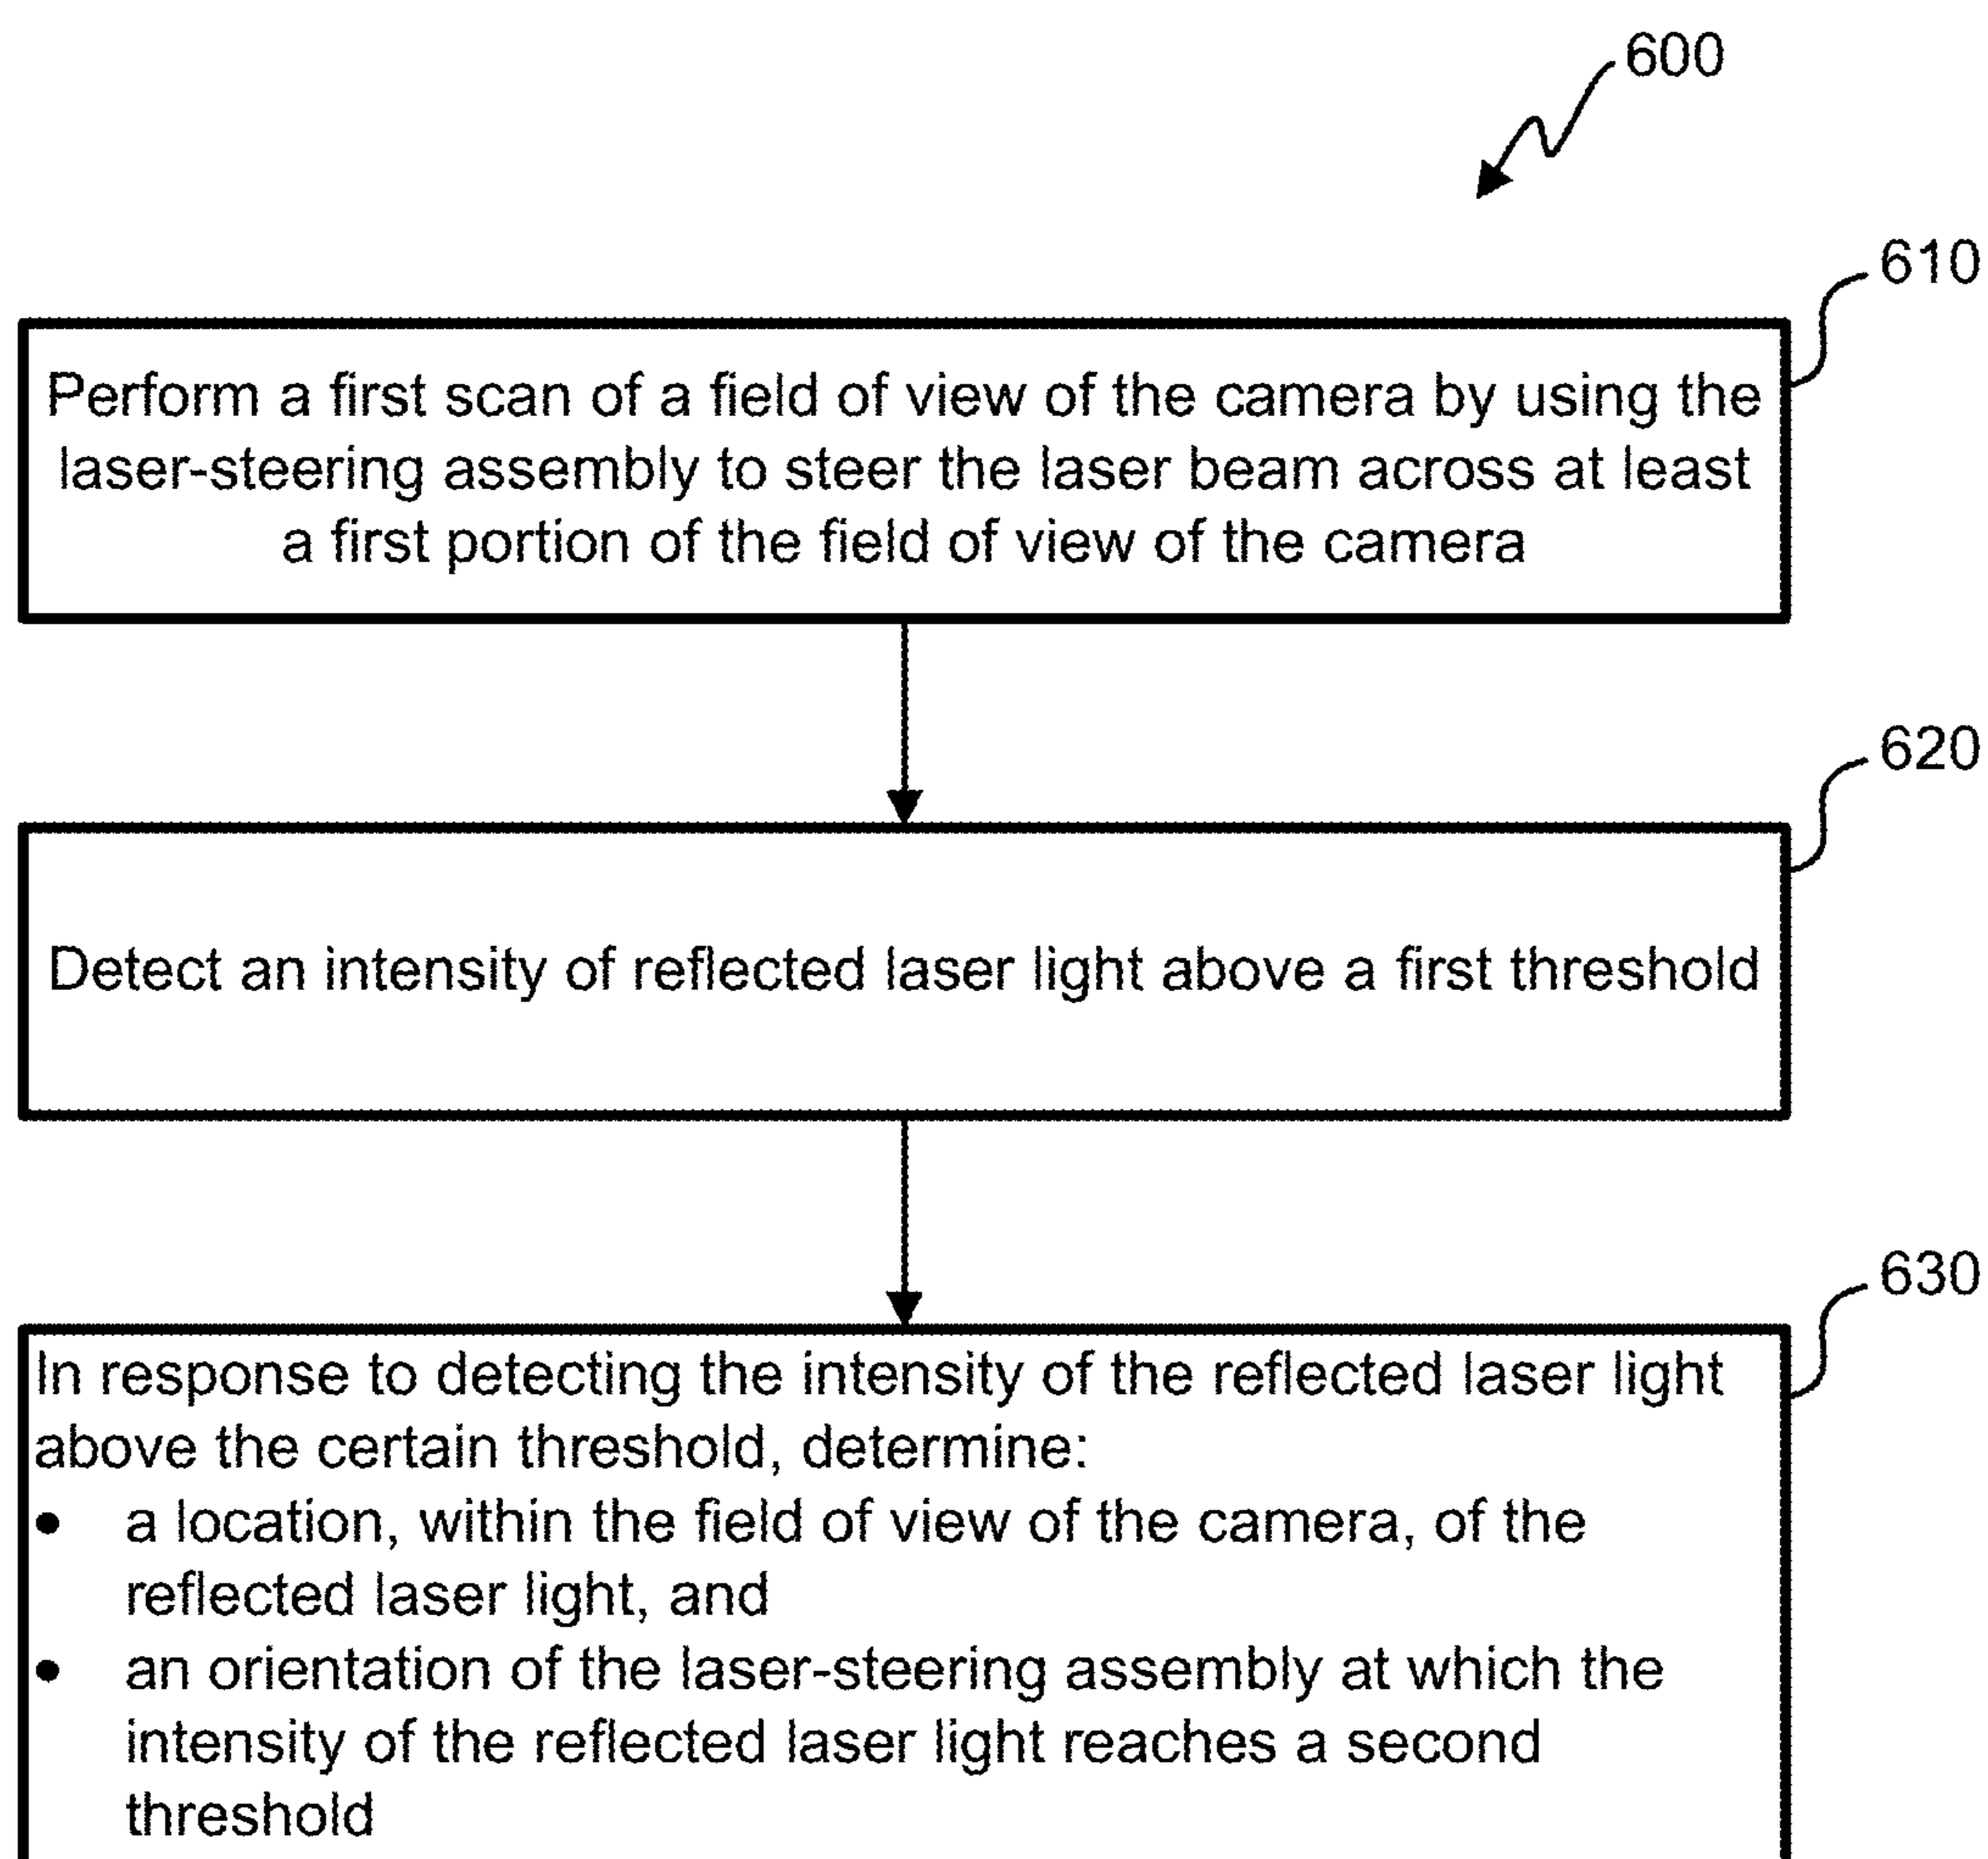 600
610
Perform a first scan of a field of view of the camera by using the
laser-steering assembly to steer the laser beam across at least
a first portion of the field of view of the camera
620
Detect an intensity of reflected laser light above a first threshold
630
In response to detecting the intensity of the reflected laser light
above the certain threshold, determine:
• a location, within the field of view of the camera, of the
reflected laser light, and
• an orientation of the laser-steering assembly at which the
intensity of the reflected laser light reaches a second
threshold